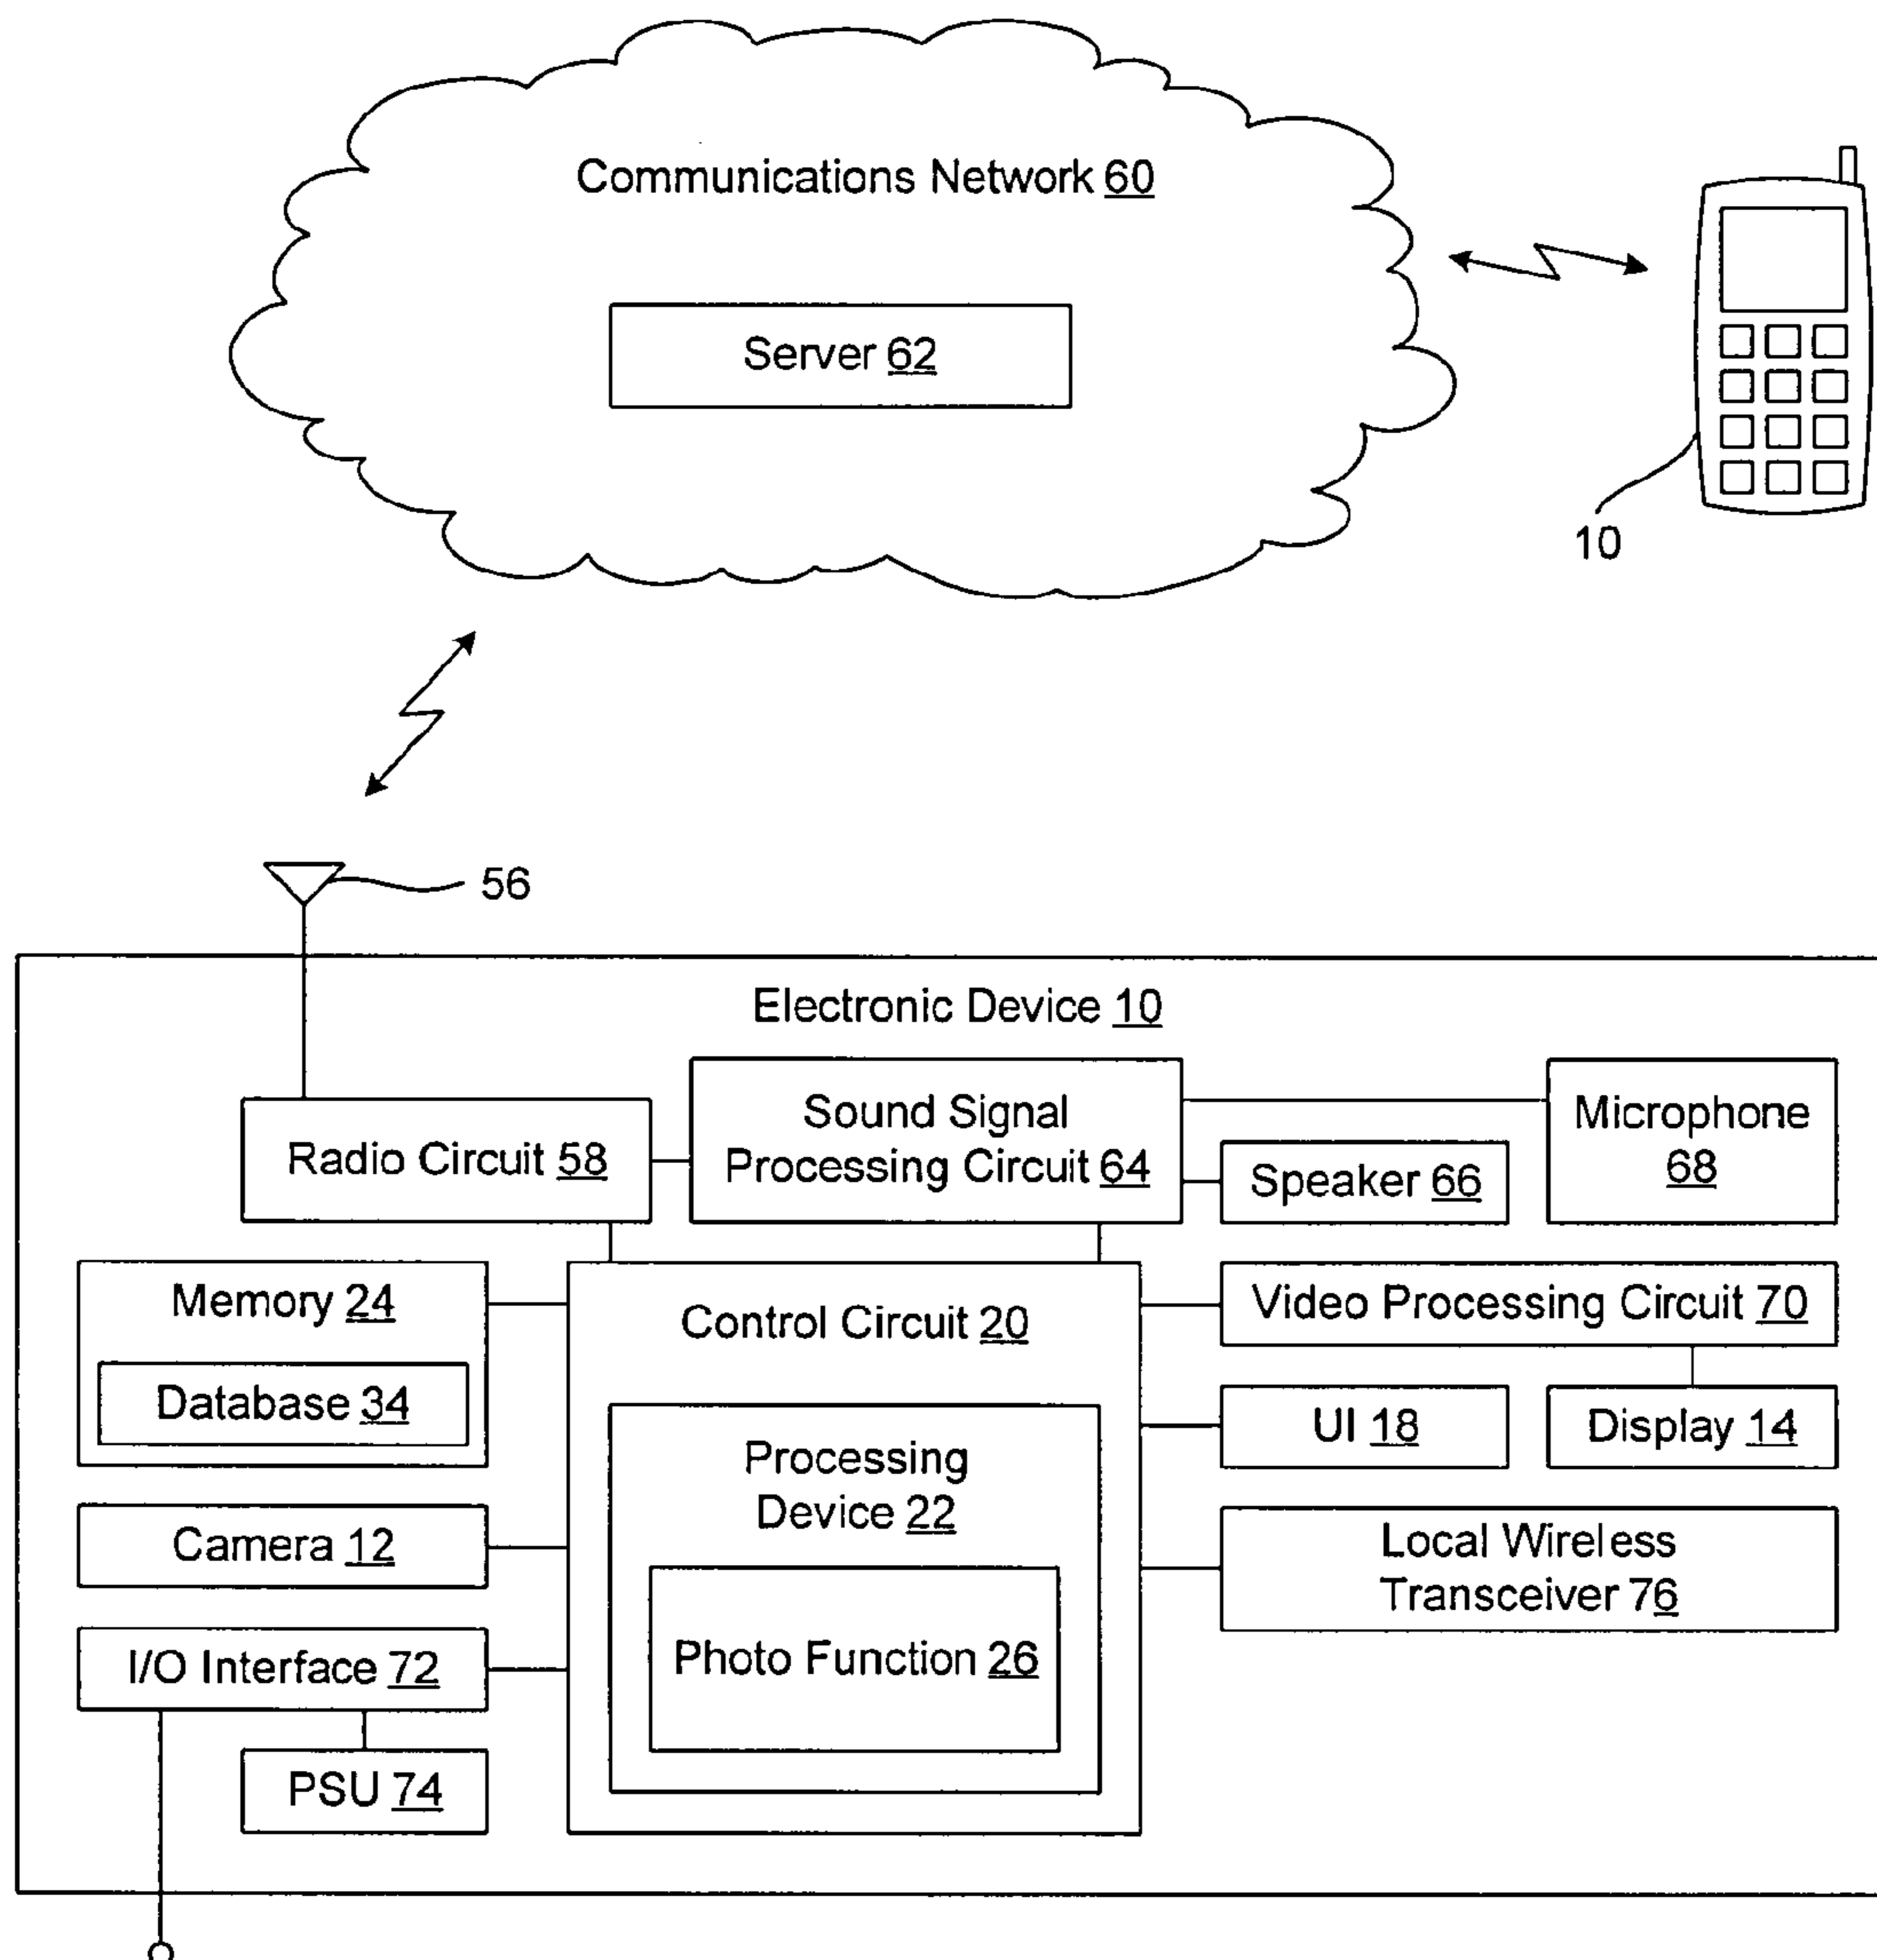 Communications Network 60
Server 62
10
56
Electronic Device 10
Radio Circuit 58
Sound Signal
Processing Circuit 64
Microphone
68
Speaker 66
Memory 24
Database 34
Control Circuit 20
Video Processing Circuit 70
UI 18
Display 14
Processing
Device 22
Camera 12
Local Wireless
Transceiver 76
Photo Function 26
I/O Interface 72
PSU 74